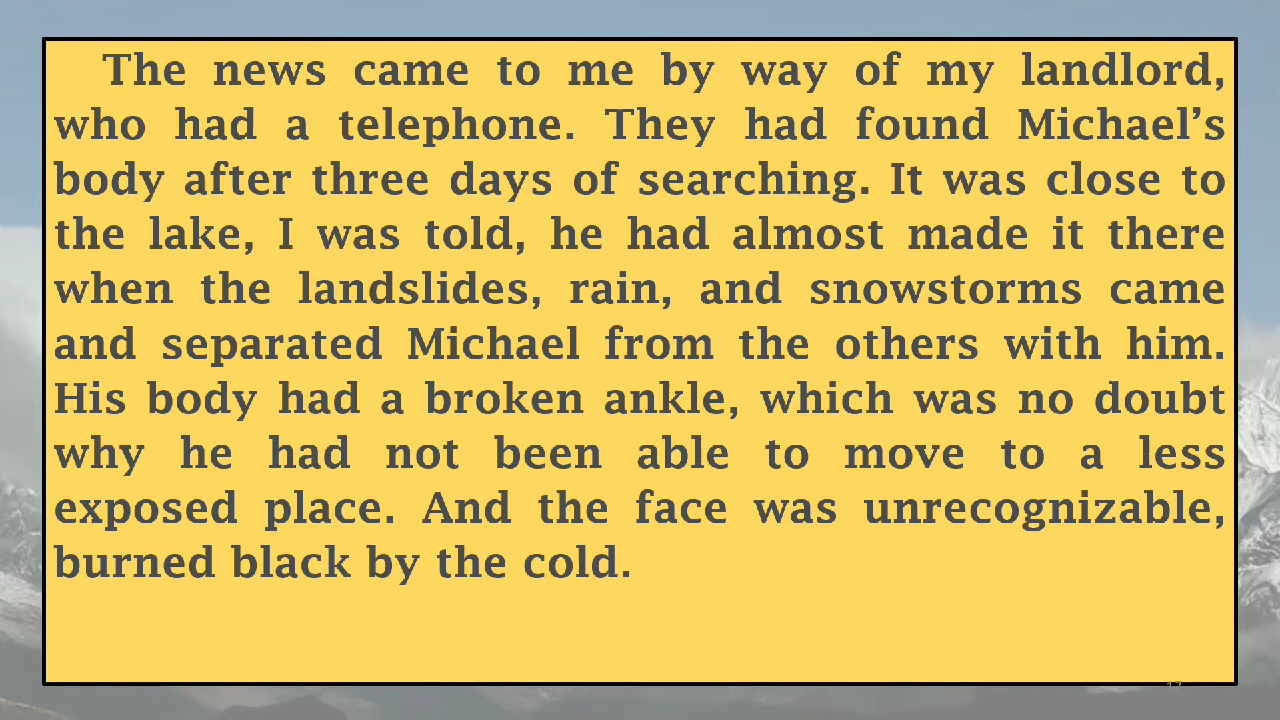 The news came to me by way of my landlord,
who had a telephone. They had found Michael’s
body after three days of searching. It was close to
the lake, I was told, he had almost made it there
when the landslides, rain, and snowstorms came
and separated Michael from the others with him.
His body had a broken ankle, which was no doubt
why he had not been able to move to a less
exposed place. And the face was unrecognizable,
burned black by the cold.
17